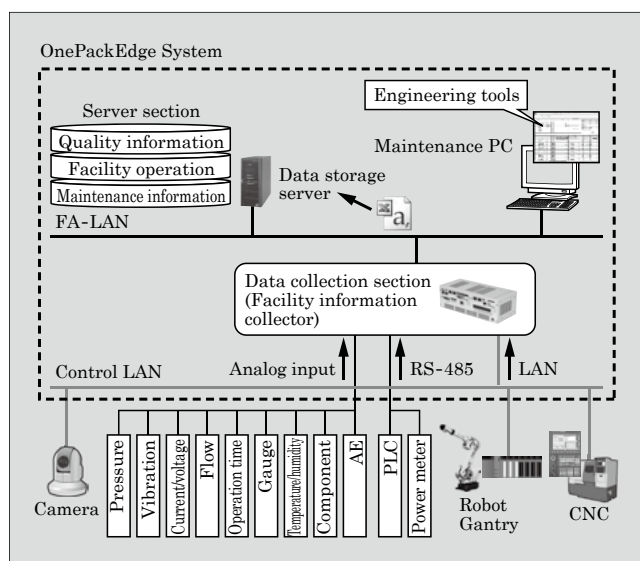 OnePackEdge System
Server section
Quality information
Facility operation
Maintenance information
Data storage
server
a,
Engineering tools
Maintenance PC
FA-LAN
Data collection section
(Facility information
collector)
Control LAN
Analog input
RS-485
LAN
Camera
Pressure
Vibration
Current/voltage
Flow
Operation time
Gauge
Temperature/humidity
Component
AE
PLC
Power meter
Robot
Gantry
CNC